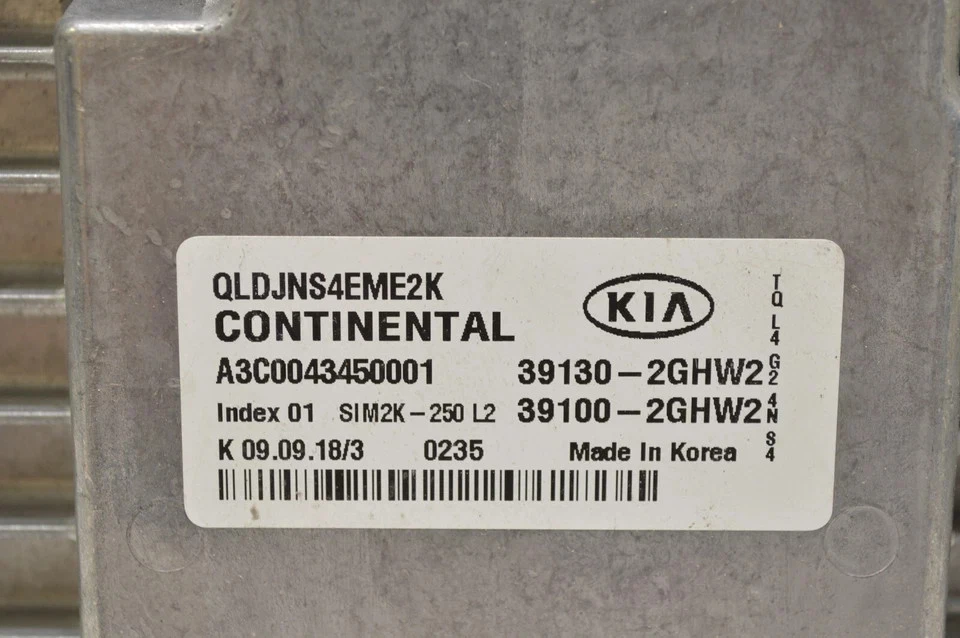 QLDJNS4EME2K
CONTINENTAL
KIA
A3C0043450001 39130-2GHW2
Index 01 SIM2K-250 L2 39100-2GHW2
K 09.09.18/3 0235 Made In Korea
TQ L4 G2 4N S4